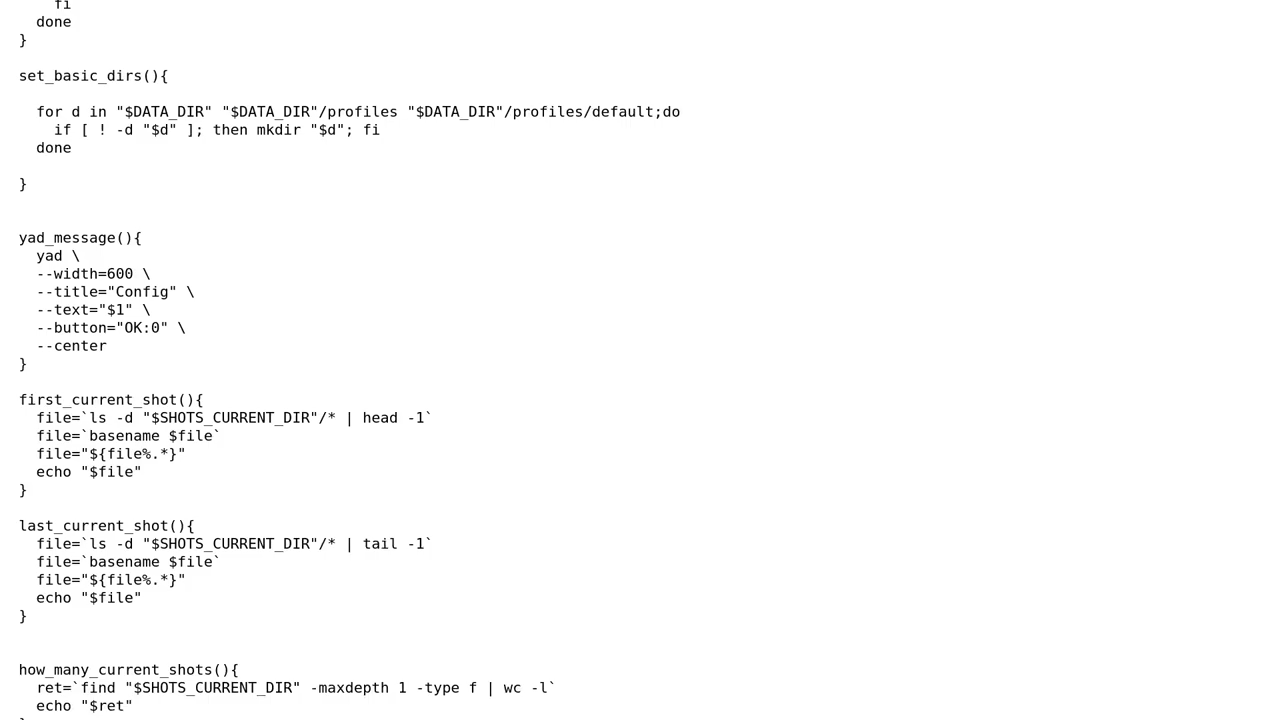 fi
  done
}

set_basic_dirs(){

  for d in "$DATA_DIR" "$DATA_DIR"/profiles "$DATA_DIR"/profiles/default;do
    if [ ! -d "$d" ]; then mkdir "$d"; fi
  done

}


yad_message(){
  yad \
  --width=600 \
  --title="Config" \
  --text="$1" \
  --button="OK:0" \
  --center
}

first_current_shot(){
  file=`ls -d "$SHOTS_CURRENT_DIR"/* | head -1`
  file=`basename $file`
  file="${file%.*}"
  echo "$file"
}

last_current_shot(){
  file=`ls -d "$SHOTS_CURRENT_DIR"/* | tail -1`
  file=`basename $file`
  file="${file%.*}"
  echo "$file"
}


how_many_current_shots(){
  ret=`find "$SHOTS_CURRENT_DIR" -maxdepth 1 -type f | wc -l`
  echo "$ret"
}